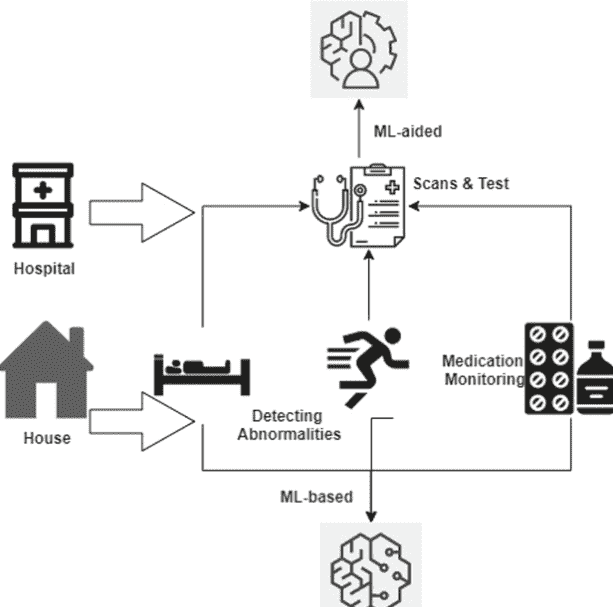 ML-aided
Scans & Test
Hospital
Medication
Monitoring
House
Detecting
Abnormalities
ML-based